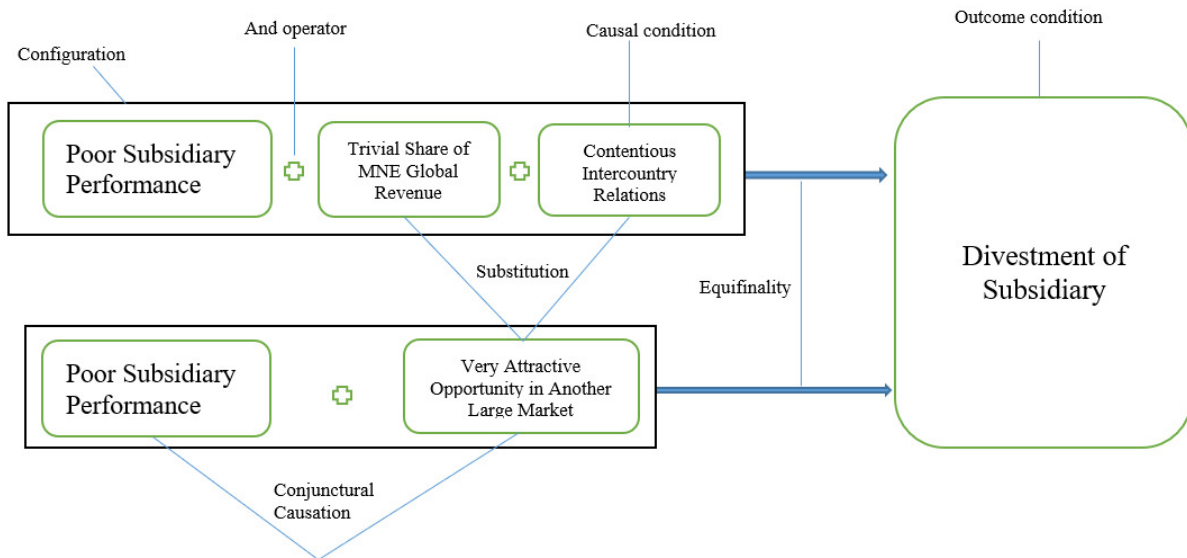 Outcome condition
And operator
Causal condition
Configuration
Poor Subsidiary
Performance
Trivial Share of
MNE Global
Revenue
Contentious
Intercountry
Relations
Divestment of
Subsidiary
Substitution
Equifinality
Poor Subsidiary
Performance
Very Attractive
Opportunity in Another
Large Market
Conjunctural
Causation